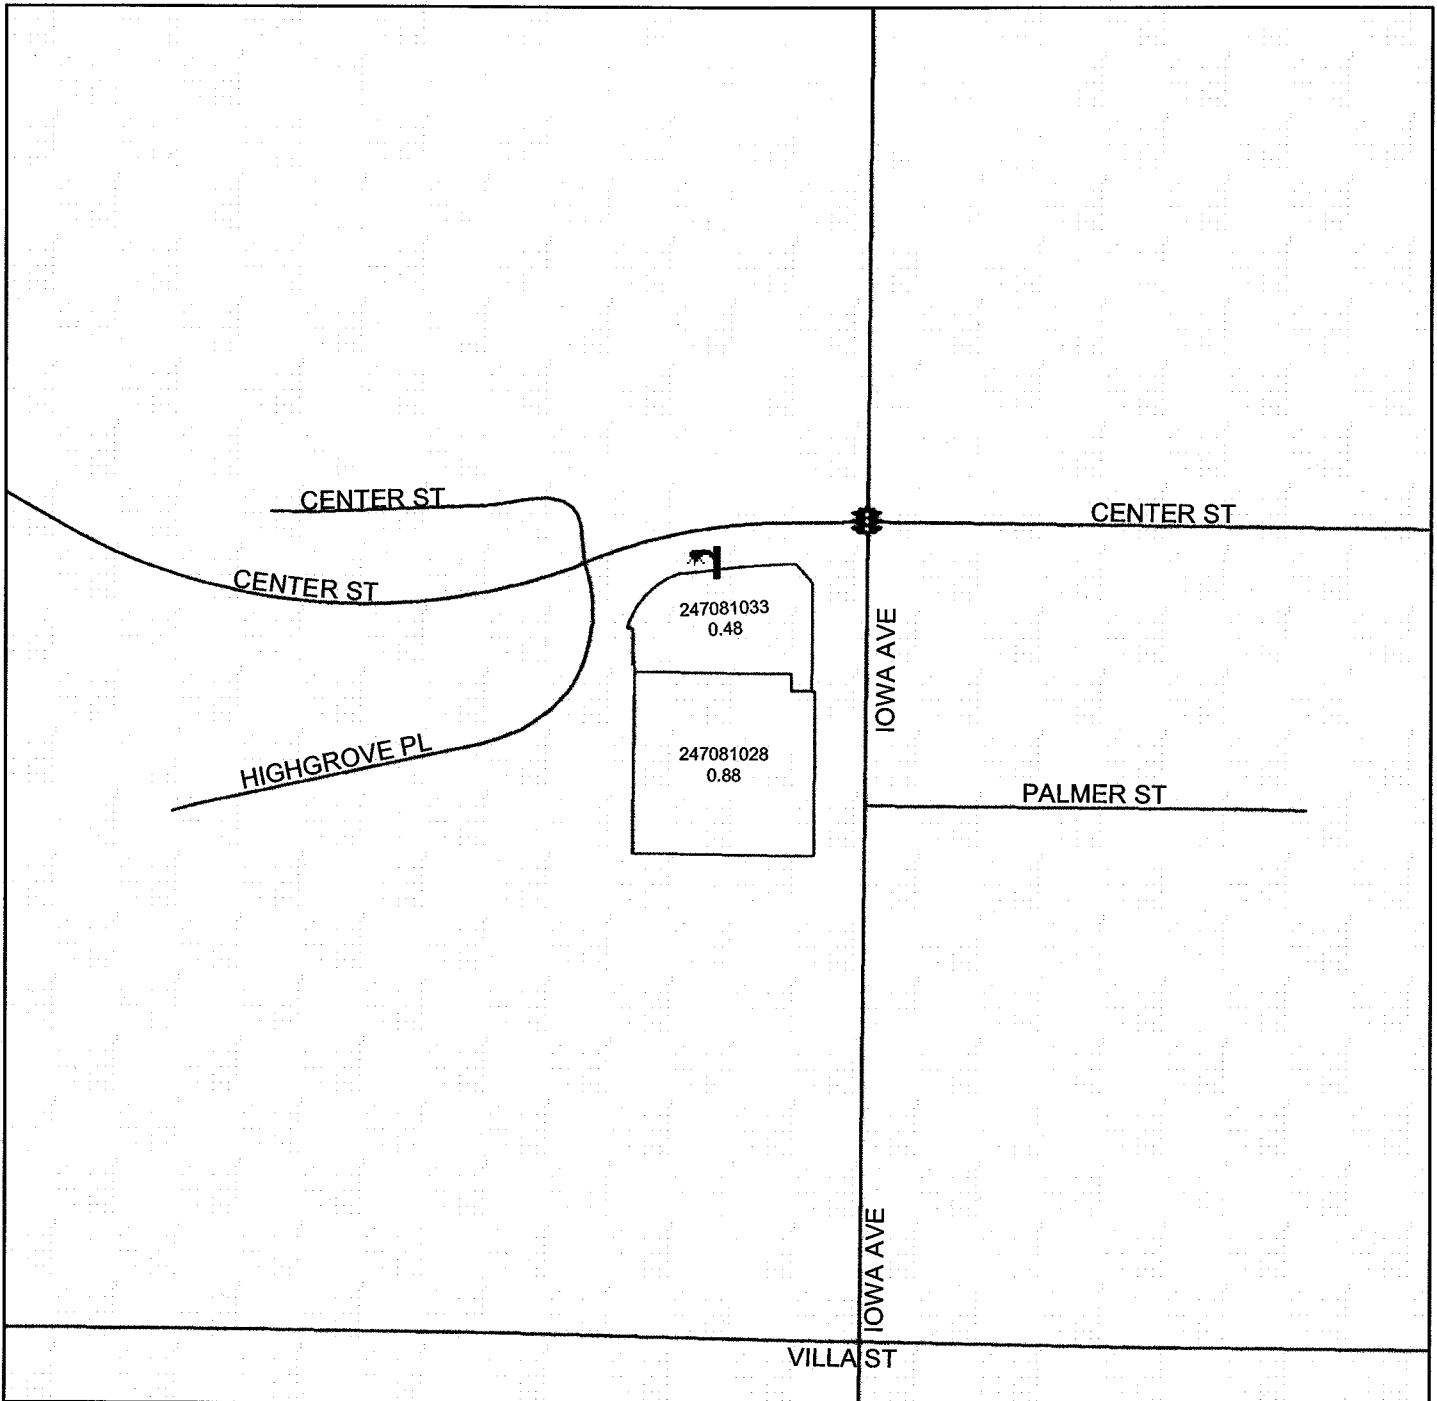 CENTER ST
CENTER ST
CENTER ST
247081033
0.48
IOWA AVE
HIGHGROVE PL
247081028
0.88
PALMER ST
IOWA AVE
VILLA ST